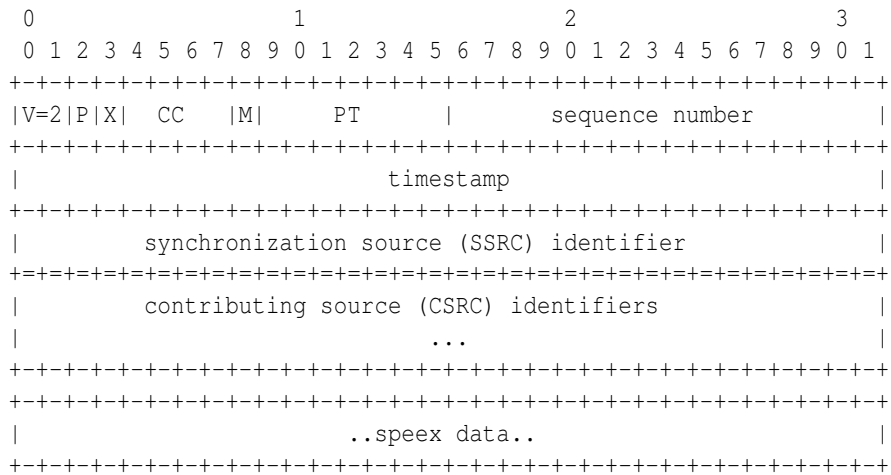 0                   1                   2                   3
0 1 2 3 4 5 6 7 8 9 0 1 2 3 4 5 6 7 8 9 0 1 2 3 4 5 6 7 8 9 0 1
+-+-+-+-+-+-+-+-+-+-+-+-+-+-+-+-+-+-+-+-+-+-+-+-+-+-+-+-+-+-+-+-+
|V=2|P|X|  CC   |M|     PT      |       sequence number         |
+-+-+-+-+-+-+-+-+-+-+-+-+-+-+-+-+-+-+-+-+-+-+-+-+-+-+-+-+-+-+-+-+
|                           timestamp                           |
+-+-+-+-+-+-+-+-+-+-+-+-+-+-+-+-+-+-+-+-+-+-+-+-+-+-+-+-+-+-+-+-+
|         synchronization source (SSRC) identifier              |
+=+=+=+=+=+=+=+=+=+=+=+=+=+=+=+=+=+=+=+=+=+=+=+=+=+=+=+=+=+=+=+=+
|         contributing source (CSRC) identifiers                |
|                              ...                              |
+-+-+-+-+-+-+-+-+-+-+-+-+-+-+-+-+-+-+-+-+-+-+-+-+-+-+-+-+-+-+-+-+
+-+-+-+-+-+-+-+-+-+-+-+-+-+-+-+-+-+-+-+-+-+-+-+-+-+-+-+-+-+-+-+-+
|                        ..speex data..                         |
+-+-+-+-+-+-+-+-+-+-+-+-+-+-+-+-+-+-+-+-+-+-+-+-+-+-+-+-+-+-+-+-+